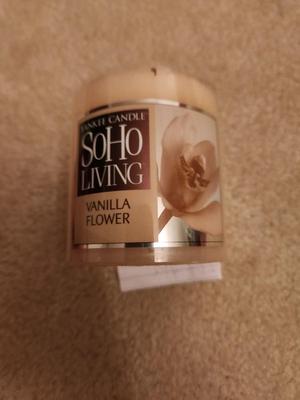 YANKEE CANDLE
SOHO
LIVING
VANILLA
FLOWER